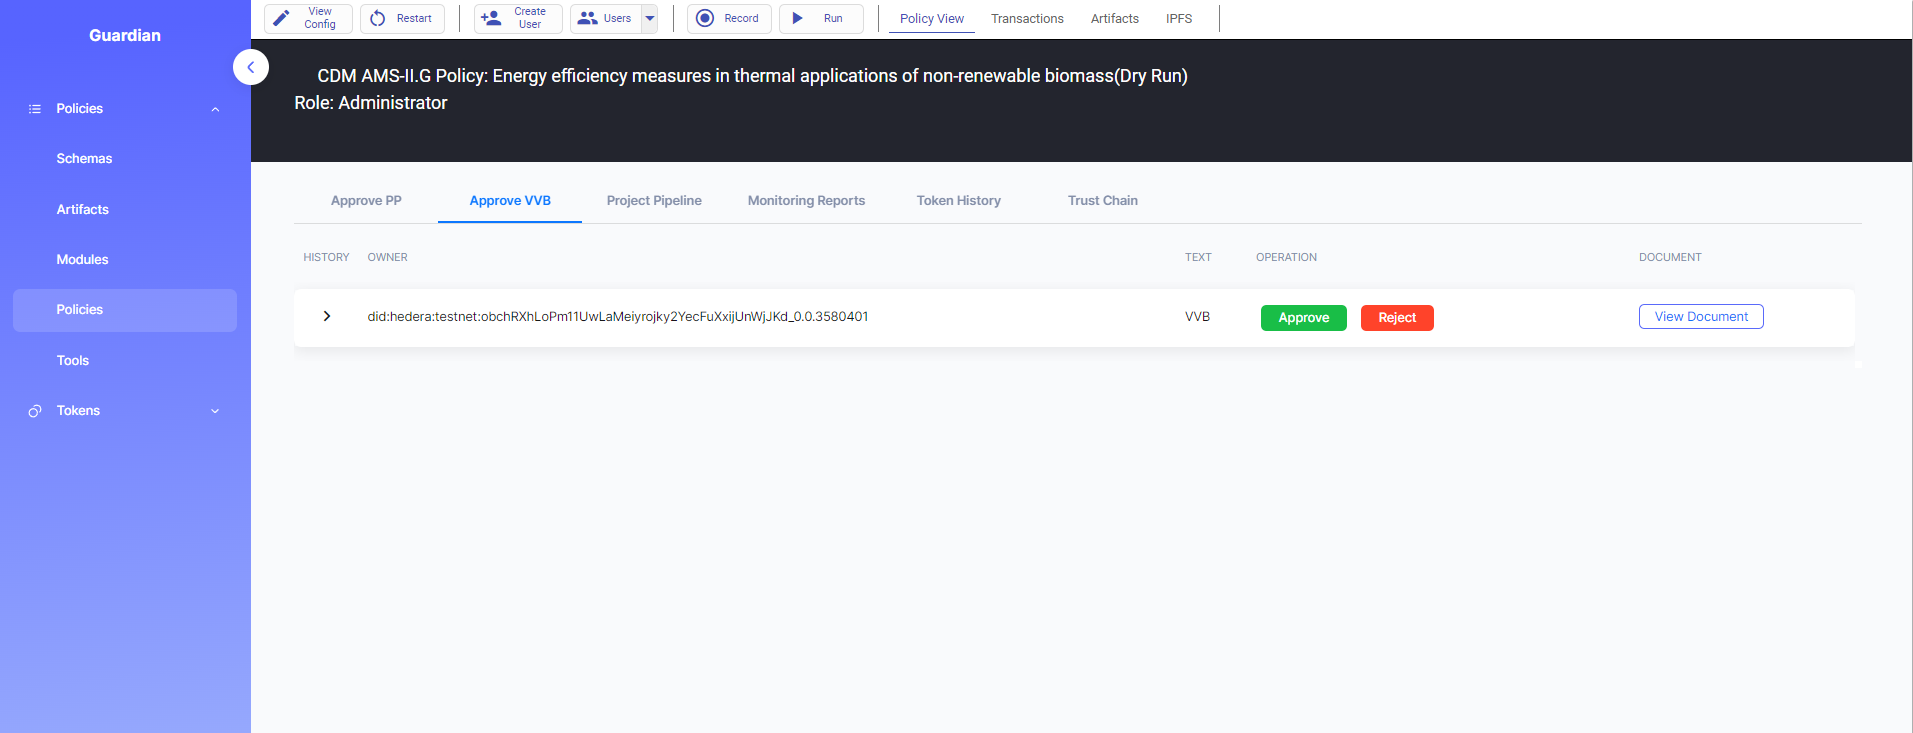 Guardian
Policies
Schemas
Artifacts
Modules
Policies
Tools
Tokens
View Config
Restart
Create User
Users
Record
Run
Policy View
Transactions
Artifacts
IPFS
CDM AMS-II.G Policy: Energy efficiency measures in thermal applications of non-renewable biomass(Dry Run)
Role: Administrator
Approve PP
Approve VVB
Project Pipeline
Monitoring Reports
Token History
Trust Chain
HISTORY OWNER TEXT OPERATION DOCUMENT
did:hedera:testnet:obchRXhLoPm11UwLaMeiyrojky2YecFuXxijUnWjJKd_0.0.3580401 VVB Approve Reject View Document